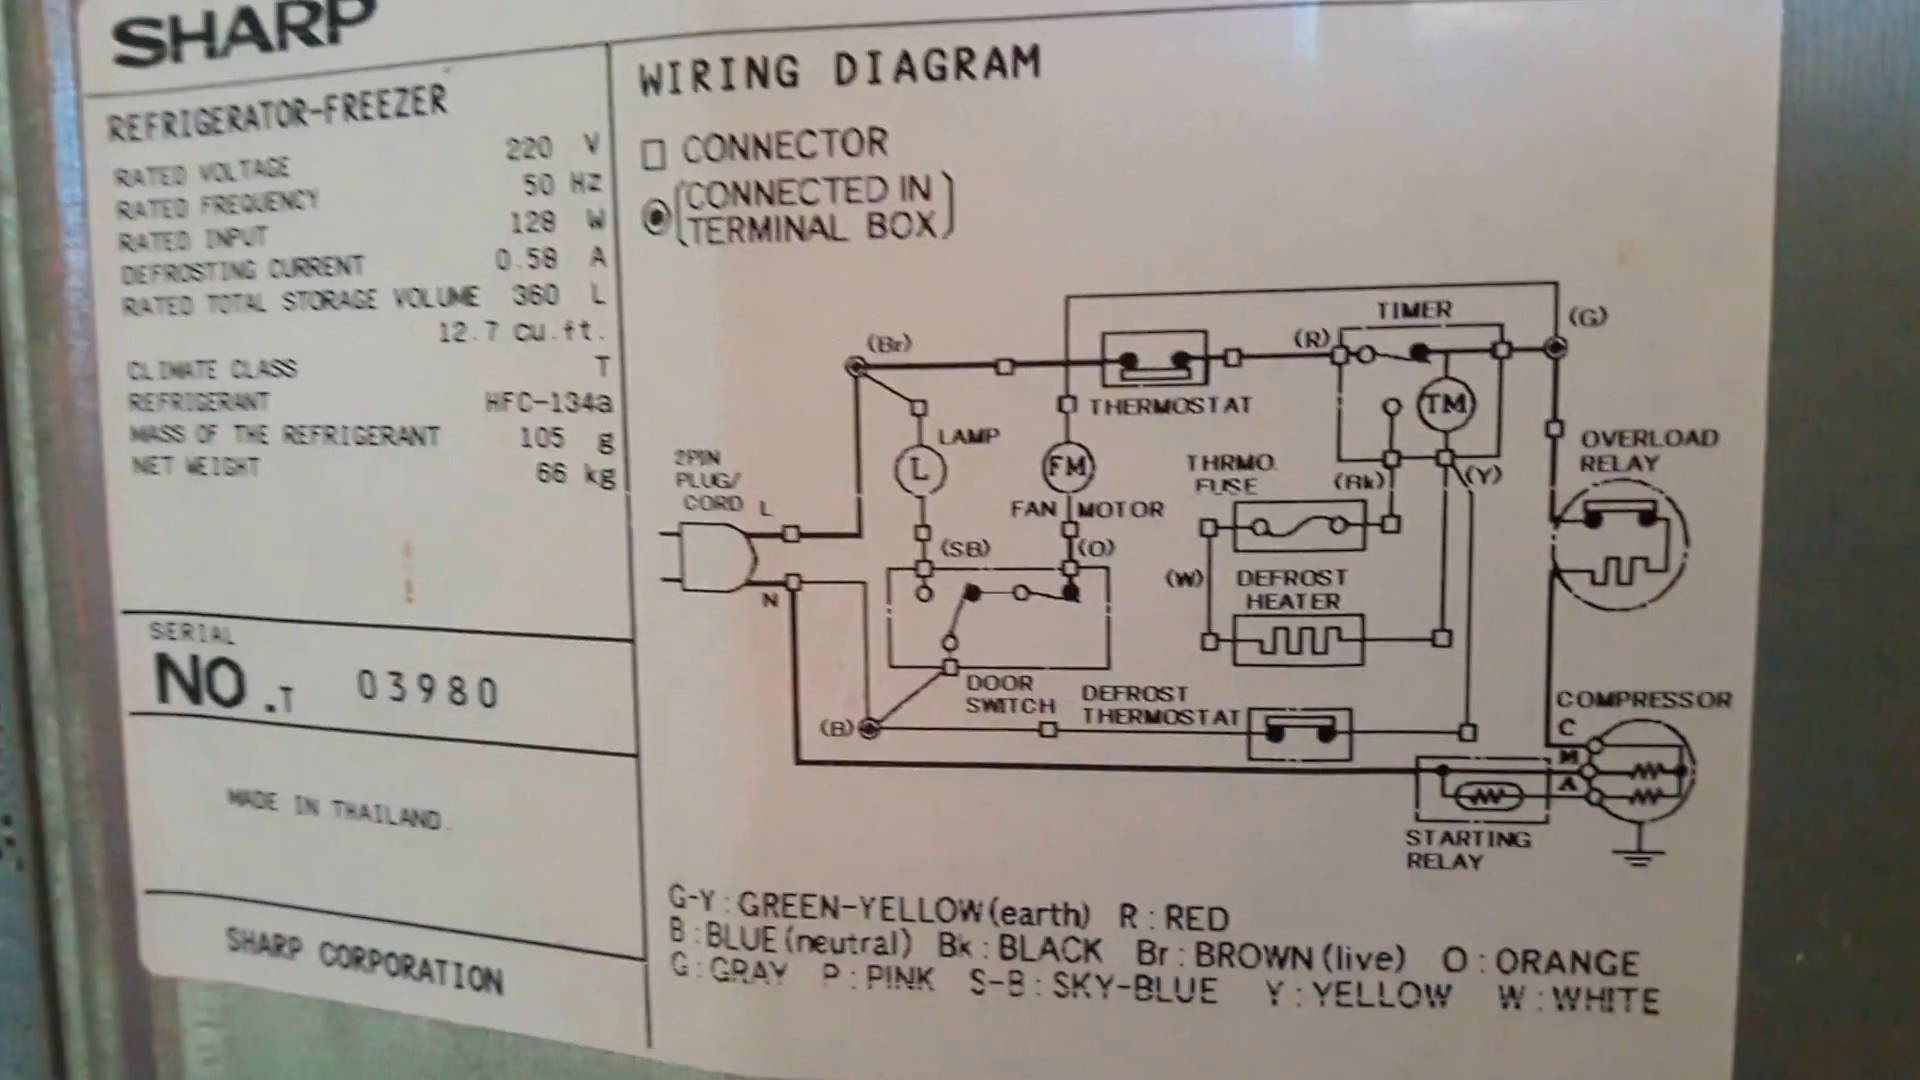 SHARP
REFRIGERATOR-FREEZER
RATED VOLTAGE 220 V
RATED FREQUENCY 50 Hz
RATED INPUT 128 W
DEFROSTING CURRENT 0.58 A
RATED TOTAL STORAGE VOLUME 360 L
12.7 cu.ft.
CLIMATE CLASS T
REFRIGERANT HFC-134a
MASS OF THE REFRIGERANT 105 g
NET WEIGHT 66 kg
SERIAL
NO.T 03980
MADE IN THAILAND.
SHARP CORPORATION
WIRING DIAGRAM
CONNECTOR
(CONNECTED IN
TERMINAL BOX)
TIMER
(G)
(Br)
(R)
THERMOSTAT
TM
LAMP
L
FM
FAN MOTOR
THRMO.
FUSE
(Bk)
(Y)
OVERLOAD
RELAY
2PIN
PLUG/
CORD L
N
(SB)
(O)
(W)
DEFROST
HEATER
DOOR
SWITCH
DEFROST
THERMOSTAT
(B)
COMPRESSOR
C
M
A
STARTING
RELAY
G-Y : GREEN-YELLOW (earth) R : RED
B : BLUE (neutral) Bk : BLACK Br : BROWN (live) O : ORANGE
G : GRAY P : PINK S-B : SKY-BLUE Y : YELLOW W : WHITE